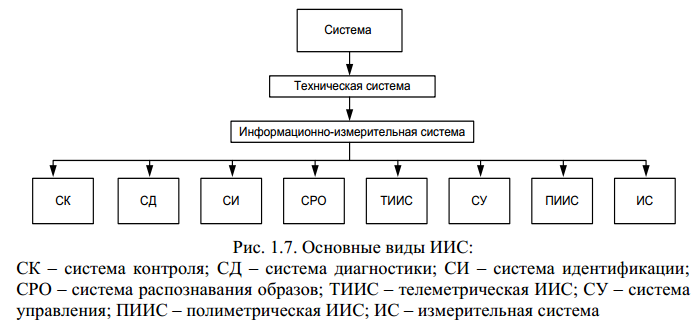 Система
Техническая система
Информационно-измерительная система
СК СД СИ СРО ТИИС СУ ПИИС ИС
Рис. 1.7. Основные виды ИИС:
СК – система контроля; СД – система диагностики; СИ – система идентификации;
СРО – система распознавания образов; ТИИС – телеметрическая ИИС; СУ – система
управления; ПИИС – полиметрическая ИИС; ИС – измерительная система